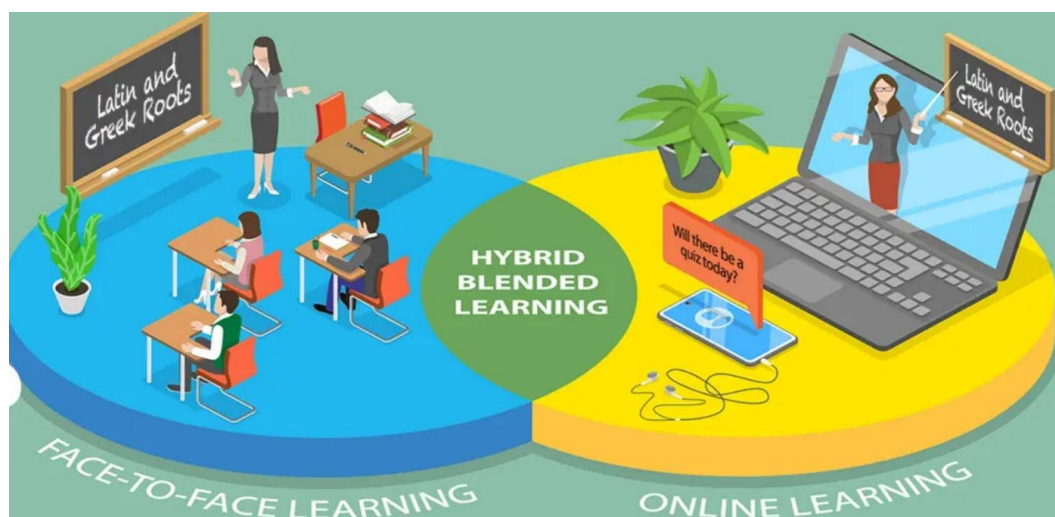 Latin and
Greek Roots
Latin and
Greek Roots
Will there be a
quiz today?
HYBRID
BLENDED
LEARNING
FACE-TO-FACE LEARNING
ONLINE LEARNING